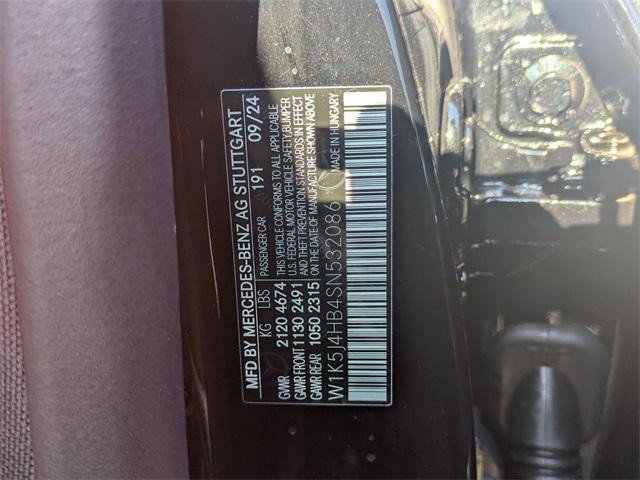 MFD BY MERCEDES-BENZ AG STUTTGART
PASSENGER CAR 191 09/24
KG LBS
GVWR 2120 4674
GAWR FRONT 1130 2491
GAWR REAR 1050 2315
THIS VEHICLE CONFORMS TO ALL APPLICABLE
U.S. FEDERAL MOTOR VEHICLE SAFETY, BUMPER
AND THEFT PREVENTION STANDARDS IN EFFECT
ON THE DATE OF
MANUFACTURE SHOWN ABOVE
W1K5J4HB4SN532086
MADE IN HUNGARY